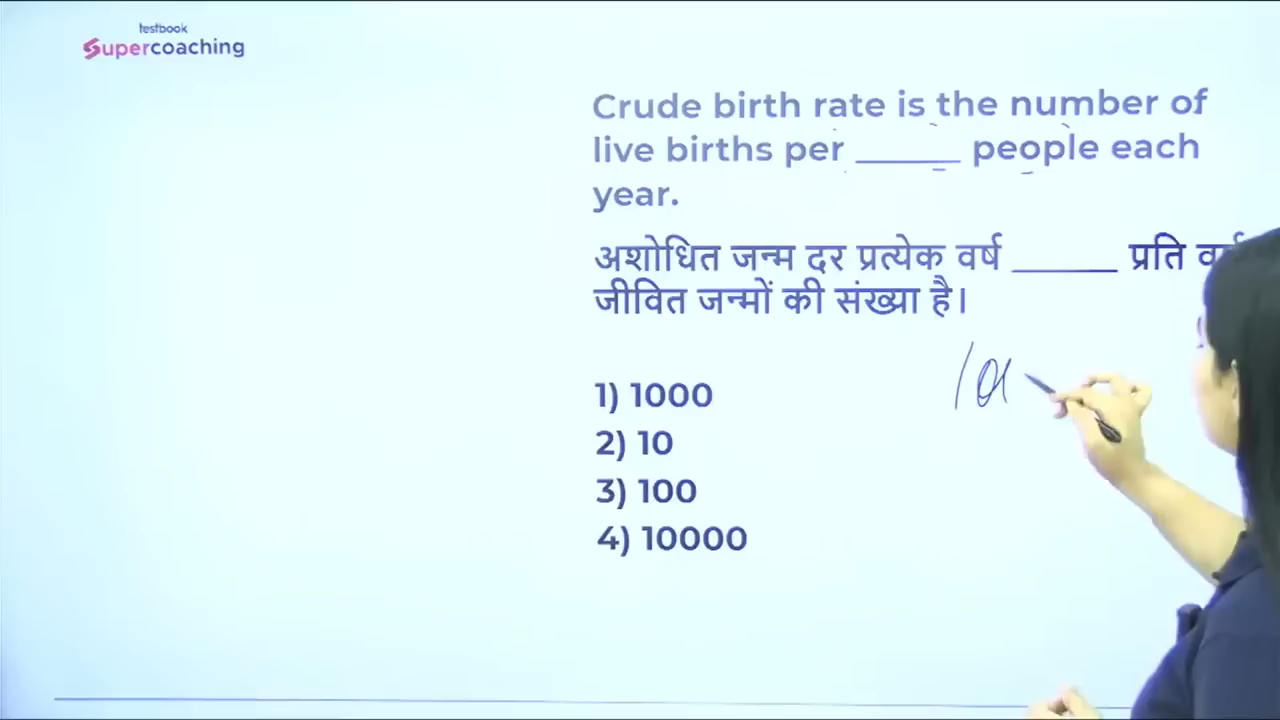 testbook
Supercoaching
Crude birth rate is the number of
live births per ______ people each
year.
अशोधित जन्म दर प्रत्येक वर्ष ______ प्रति
जीवित जन्मों की संख्या है।
1) 1000
2) 10
3) 100
4) 10000